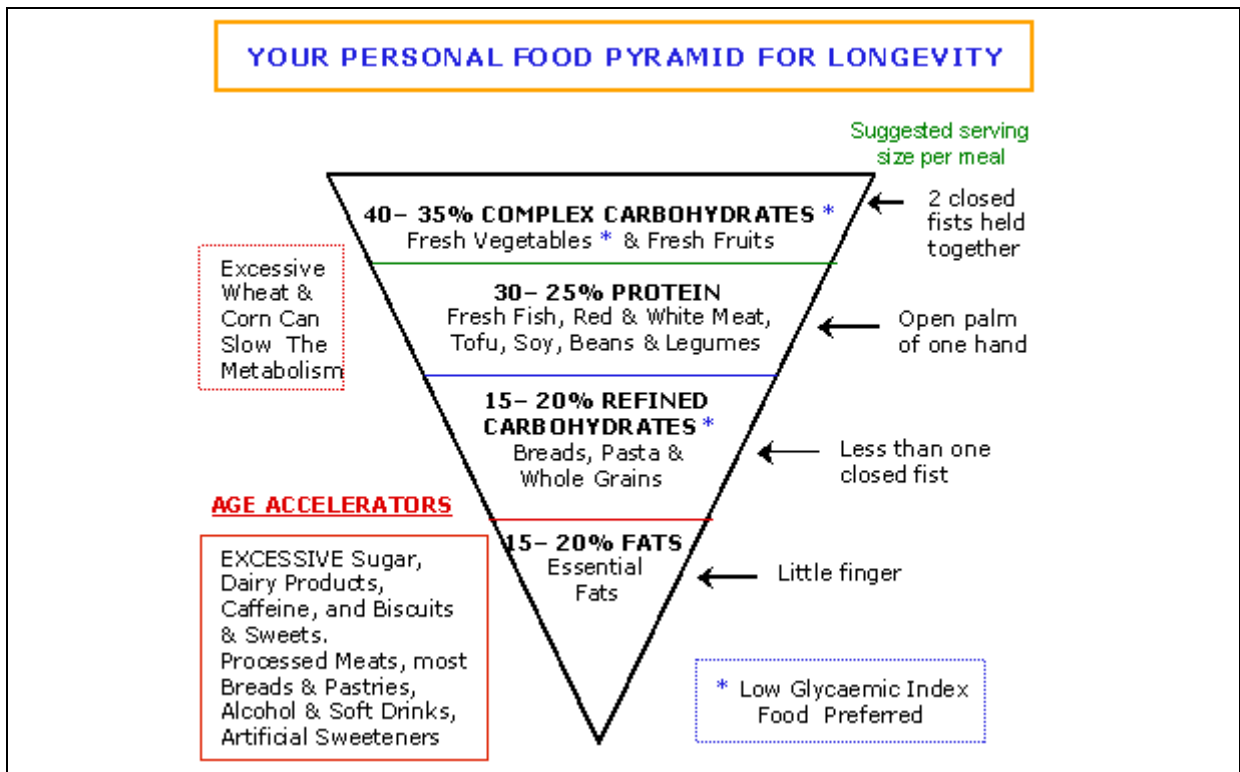 YOUR PERSONAL FOOD PYRAMID FOR LONGEVITY
Suggested serving
size per meal
40– 35% COMPLEX CARBOHYDRATES *
Fresh Vegetables * & Fresh Fruits
2 closed
fists held
together
Excessive
Wheat &
Corn Can
Slow The
Metabolism
30– 25% PROTEIN
Fresh Fish, Red & White Meat,
Tofu, Soy, Beans & Legumes
Open palm
of one hand
15– 20% REFINED
CARBOHYDRATES *
Breads, Pasta &
Whole Grains
Less than one
closed fist
AGE ACCELERATORS
EXCESSIVE Sugar,
Dairy Products,
Caffeine, and Biscuits
& Sweets.
Processed Meats, most
Breads & Pastries,
Alcohol & Soft Drinks,
Artificial Sweeteners
15– 20% FATS
Essential
Fats
Little finger
* Low Glycaemic Index
Food Preferred